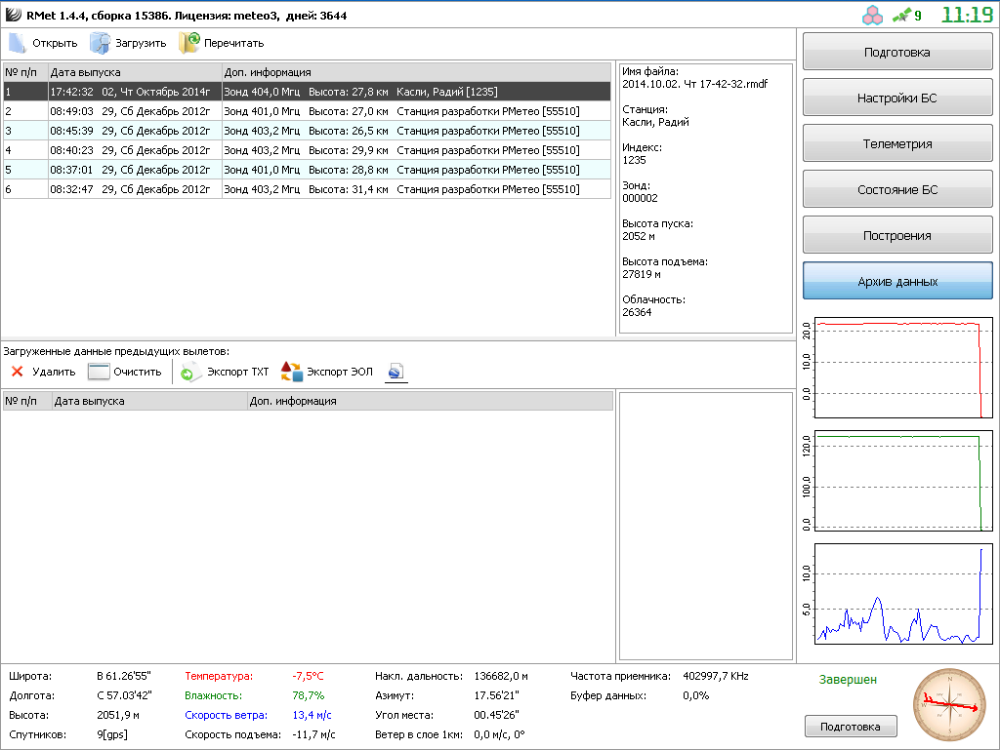 RMet 1.4.4, сборка 15386. Лицензия: meteo3, дней: 3644
9
11:19
Открыть Загрузить Перечитать
№ п/п Дата выпуска Доп. информация
1 17:42:32 02, Чт Октябрь 2014г Зонд 404,0 Мгц Высота: 27,8 км Касли, Радий [1235]
2 08:49:03 29, Сб Декабрь 2012г Зонд 401,0 Мгц Высота: 27,0 км Станция разработки РМетео [55510]
3 08:45:39 29, Сб Декабрь 2012г Зонд 403,2 Мгц Высота: 26,5 км Станция разработки РМетео [55510]
4 08:40:23 29, Сб Декабрь 2012г Зонд 403,2 Мгц Высота: 29,9 км Станция разработки РМетео [55510]
5 08:37:01 29, Сб Декабрь 2012г Зонд 401,0 Мгц Высота: 28,8 км Станция разработки РМетео [55510]
6 08:32:47 29, Сб Декабрь 2012г Зонд 403,2 Мгц Высота: 31,4 км Станция разработки РМетео [55510]
Имя файла:
2014.10.02. Чт 17-42-32.rmdf
Станция:
Касли, Радий
Индекс:
1235
Зонд:
000002
Высота пуска:
2052 м
Высота подъема:
27819 м
Облачность:
26364
Подготовка
Настройки БС
Телеметрия
Состояние БС
Построения
Архив данных
20,0
10,0
0,0
120,0
100,0
0,0
10,0
5,0
Загруженные данные предыдущих вылетов:
Удалить Очистить Экспорт ТХТ Экспорт ЭОЛ
№ п/п Дата выпуска Доп. информация
Широта: В 61.26'55" Температура: -7,5°C Накл. дальность: 136682,0 м Частота приемника: 402997,7 KHz
Долгота: С 57.03'42" Влажность: 78,7% Азимут: 17.56'21" Буфер данных: 0,0%
Высота: 2051,9 м Скорость ветра: 13,4 м/с Угол места: 00.45'26"
Спутников: 9[gps] Скорость подъема: -11,7 м/с Ветер в слое 1км: 0,0 м/с, 0°
Завершен
Подготовка
N
W
S